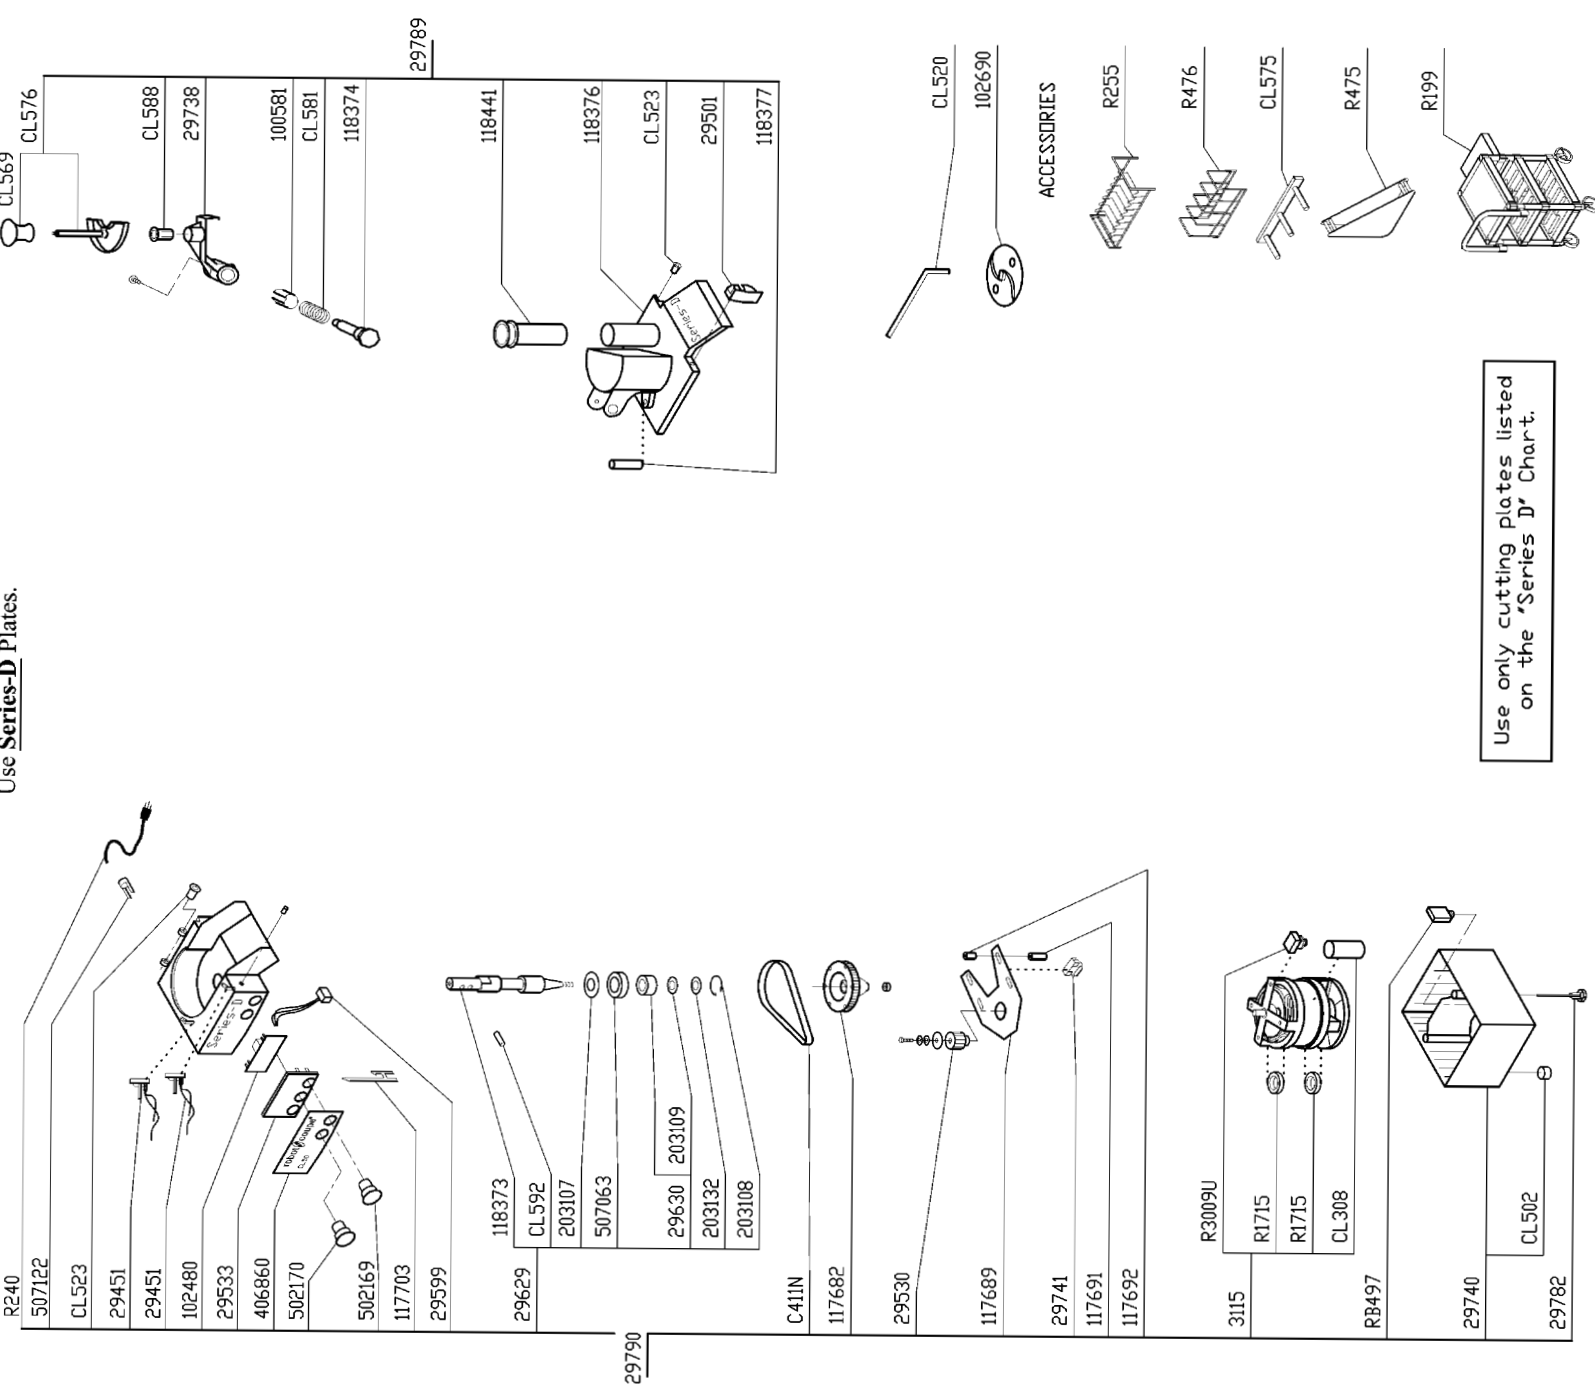 Use Series-D Plates.
R240
507122
CL523
29451
29451
102480
29533
406860
502170
502169
117703
29599
29629
118373
CL592
203107
507063
29630
203109
203132
203108
29790
C411N
117682
29530
117689
29741
117691
117692
3115
R3009U
R1715
R1715
CL308
RB497
29740
CL502
29782
Series-D
robot coupe®
CL50
CL569
CL576
CL588
29738
100581
CL581
118374
29789
118441
118376
CL523
29501
118377
Series-D
CL520
102690
ACCESSORIES
R255
R476
CL575
R475
R199
Use only cutting plates listed
on the "Series D" Chart.